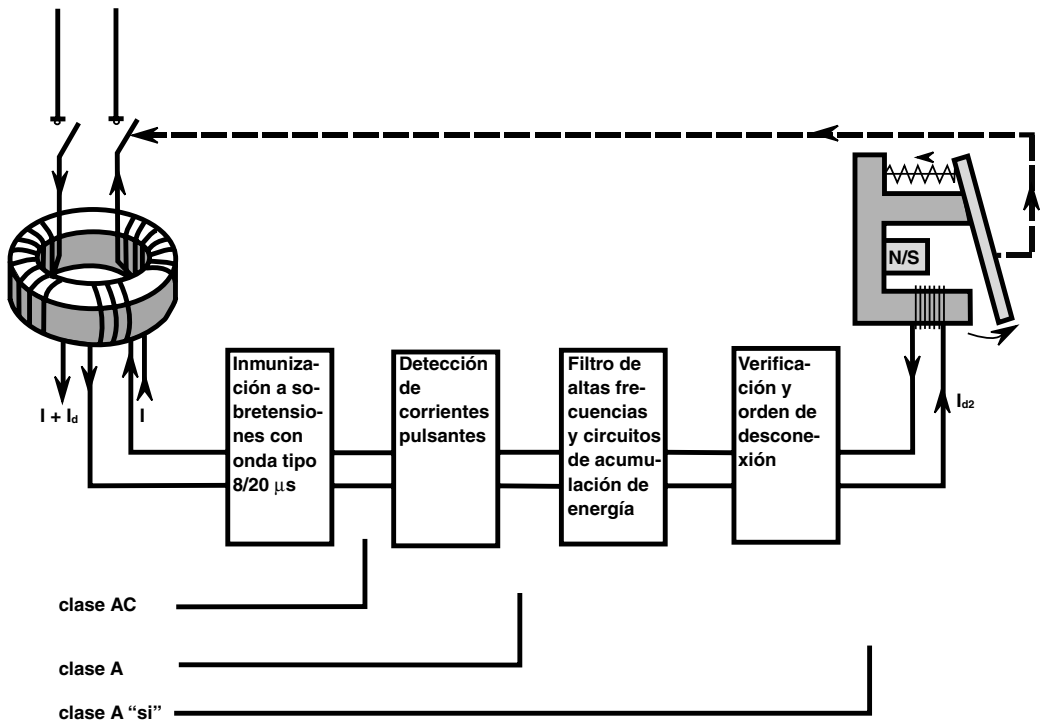 N/S
I + Id
I
Id2
Inmuniza-
ción a so-
bretensio-
nes con
onda tipo
8/20 μs
Detección
de
corrientes
pulsantes
Filtro de
altas fre-
cuencias
y circuitos
de acumu-
lación de
energía
Verifica-
ción y
orden de
descone-
xión
clase AC
clase A
clase A “si”